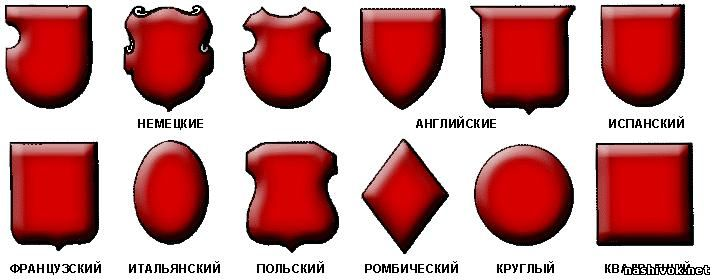 НЕМЕЦКИЕ АНГЛИЙСКИЕ ИСПАНСКИЙ
ФРАНЦУЗСКИЙ ИТАЛЬЯНСКИЙ ПОЛЬСКИЙ РОМБИЧЕСКИЙ КРУГЛЫЙ
nashivok.net